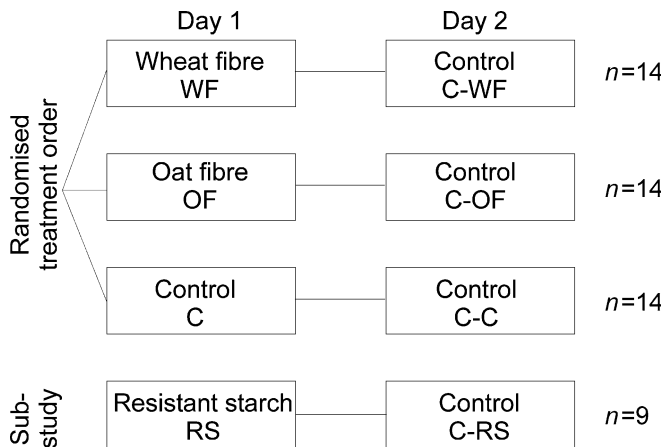 Day 1
Day 2
Randomised
treatment order
Wheat fibre
WF
Control
C-WF
n=14
Oat fibre
OF
Control
C-OF
n=14
Control
C
Control
C-C
n=14
Sub-
study
Resistant starch
RS
Control
C-RS
n=9